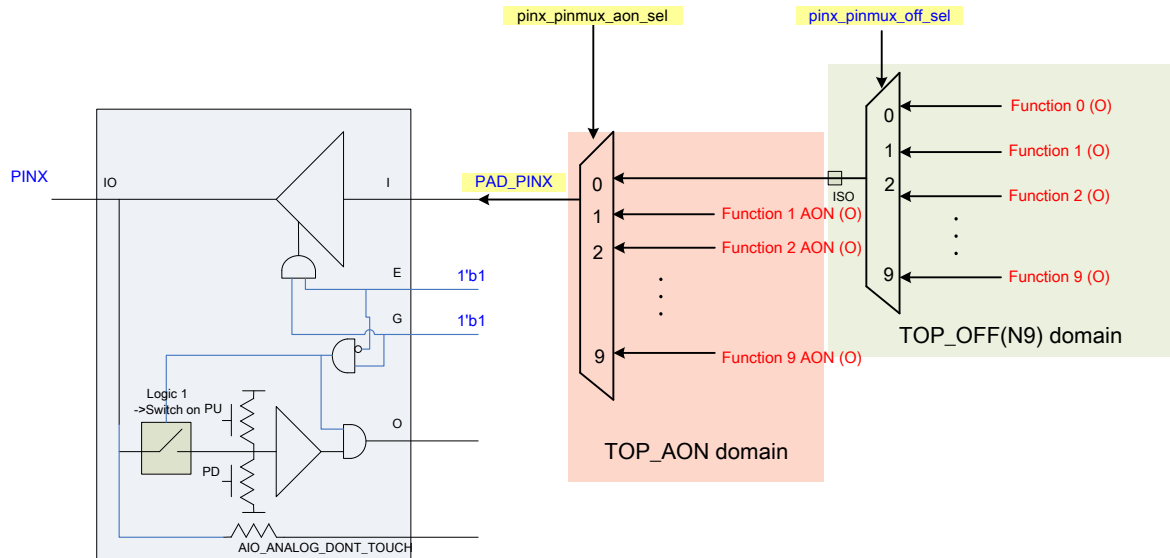 pinx_pinmux_aon_sel
pinx_pinmux_off_sel
PINX
IO
I
PAD_PINX
E
1'b1
G
1'b1
Logic 1
->Switch on
PU
PD
O
AIO_ANALOG_DONT_TOUCH
0
1
2
9
Function 1 AON (O)
Function 2 AON (O)
Function 9 AON (O)
TOP_AON domain
ISO
0
1
2
9
Function 0 (O)
Function 1 (O)
Function 2 (O)
Function 9 (O)
TOP_OFF(N9) domain